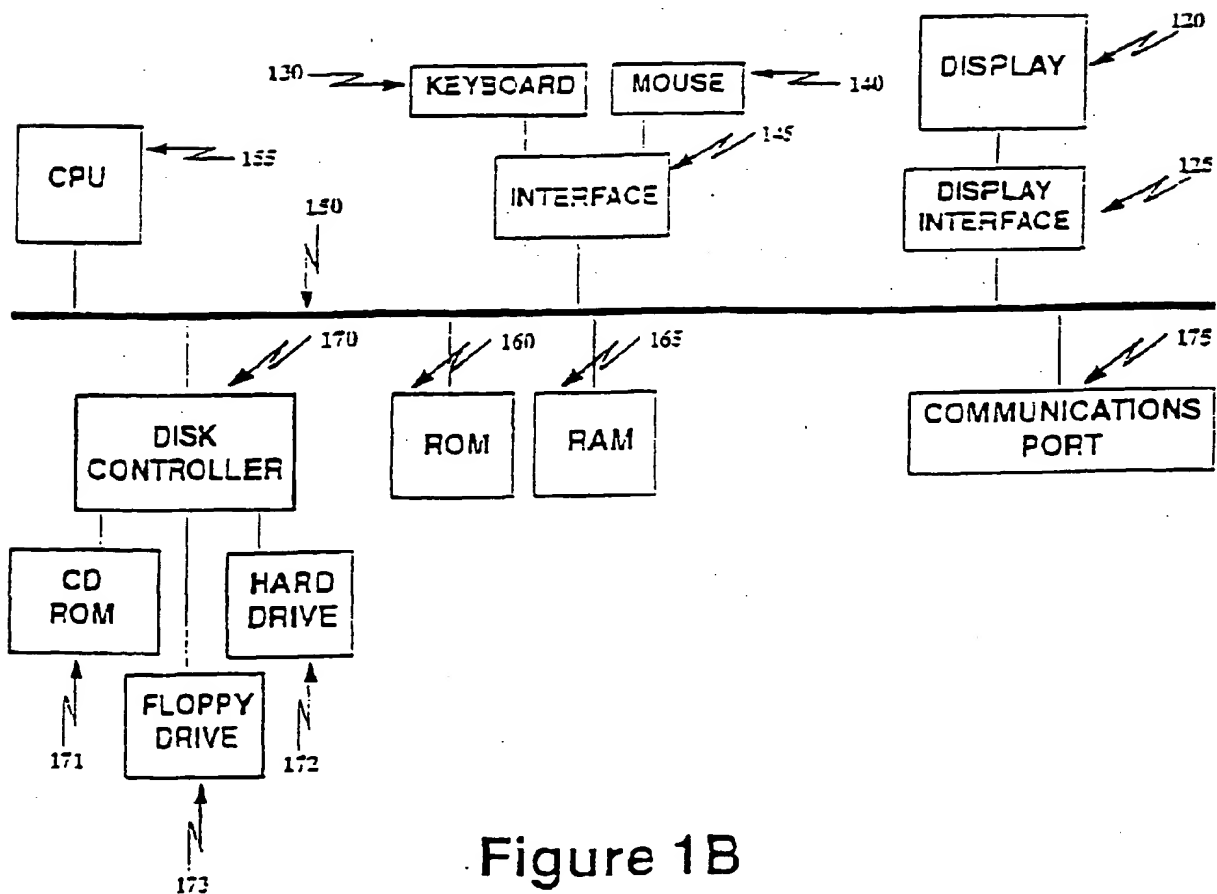 120
130
KEYBOARD
MOUSE
140
DISPLAY
CPU
155
145
INTERFACE
125
DISPLAY
INTERFACE
150
170
160
165
175
DISK
CONTROLLER
ROM
RAM
COMMUNICATIONS
PORT
CD
ROM
HARD
DRIVE
FLOPPY
DRIVE
171
172
173
Figure 1B